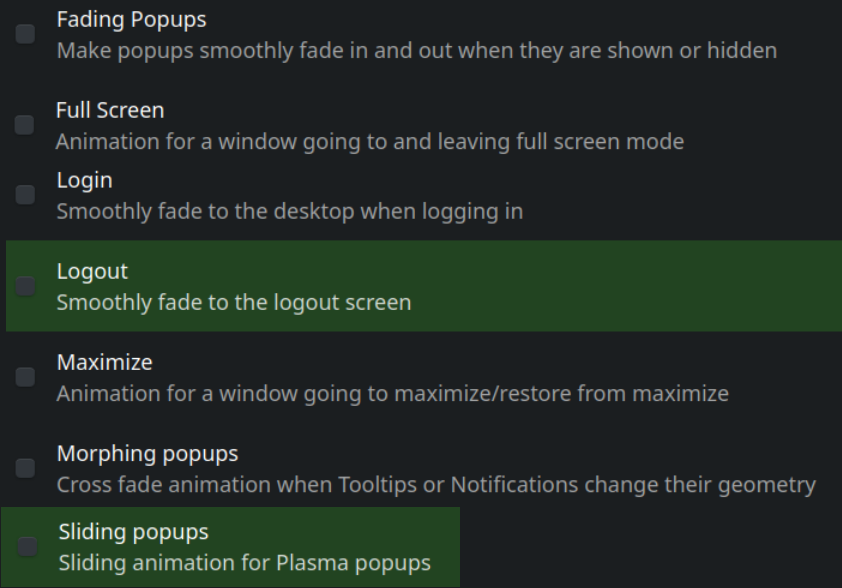 Fading Popups
Make popups smoothly fade in and out when they are shown or hidden
Full Screen
Animation for a window going to and leaving full screen mode
Login
Smoothly fade to the desktop when logging in
Logout
Smoothly fade to the logout screen
Maximize
Animation for a window going to maximize/restore from maximize
Morphing popups
Cross fade animation when Tooltips or Notifications change their geometry
Sliding popups
Sliding animation for Plasma popups